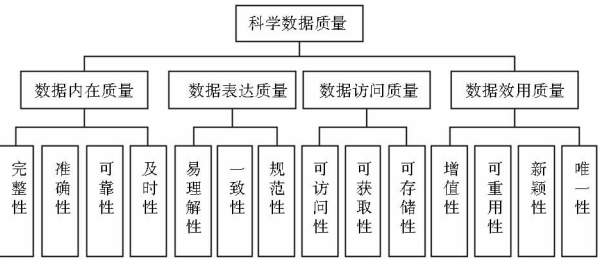 科学数据质量
数据内在质量
数据表达质量
数据访问质量
数据效用质量
完整性
准确性
可靠性
及时性
易理解性
一致性
规范性
可访问性
可获取性
可存储性
增值性
可重用性
新颖性
唯一性